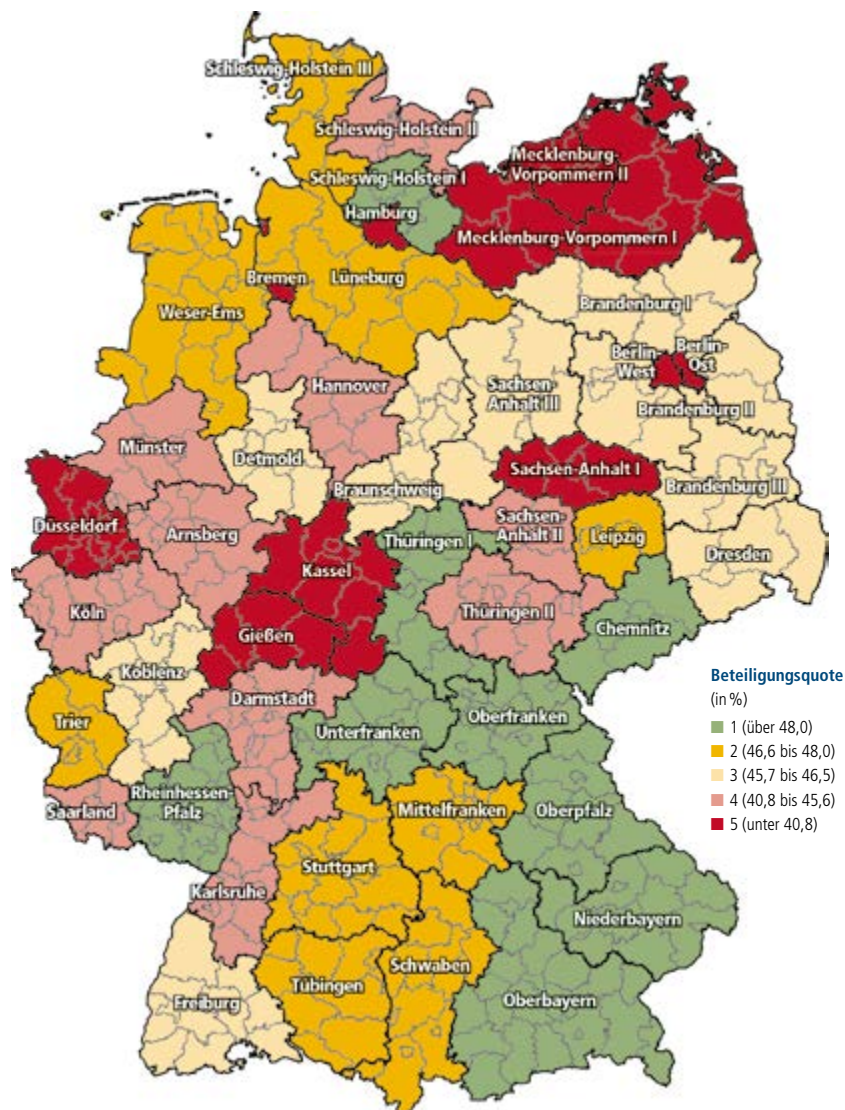 Schleswig-Holstein III
Schleswig-Holstein II
Mecklenburg-
Vorpommern II
Schleswig-Holstein I
Hamburg
Mecklenburg-Vorpommern I
Bremen
Lüneburg
Weser-Ems
Brandenburg I
Berlin-
West
Berlin-
Ost
Hannover
Sachsen-
Anhalt III
Brandenburg II
Münster
Detmold
Braunschweig
Sachsen-Anhalt I
Brandenburg III
Düsseldorf
Arnsberg
Thüringen I
Sachsen-
Anhalt II
Leipzig
Dresden
Kassel
Köln
Thüringen II
Chemnitz
Gießen
Koblenz
Darmstadt
Trier
Unterfranken
Oberfranken
Rheinhessen-
Pfalz
Saarland
Mittelfranken
Oberpfalz
Stuttgart
Karlsruhe
Niederbayern
Schwaben
Tübingen
Freiburg
Oberbayern
Beteiligungsquote
(in %)
1 (über 48,0)
2 (46,6 bis 48,0)
3 (45,7 bis 46,5)
4 (40,8 bis 45,6)
5 (unter 40,8)